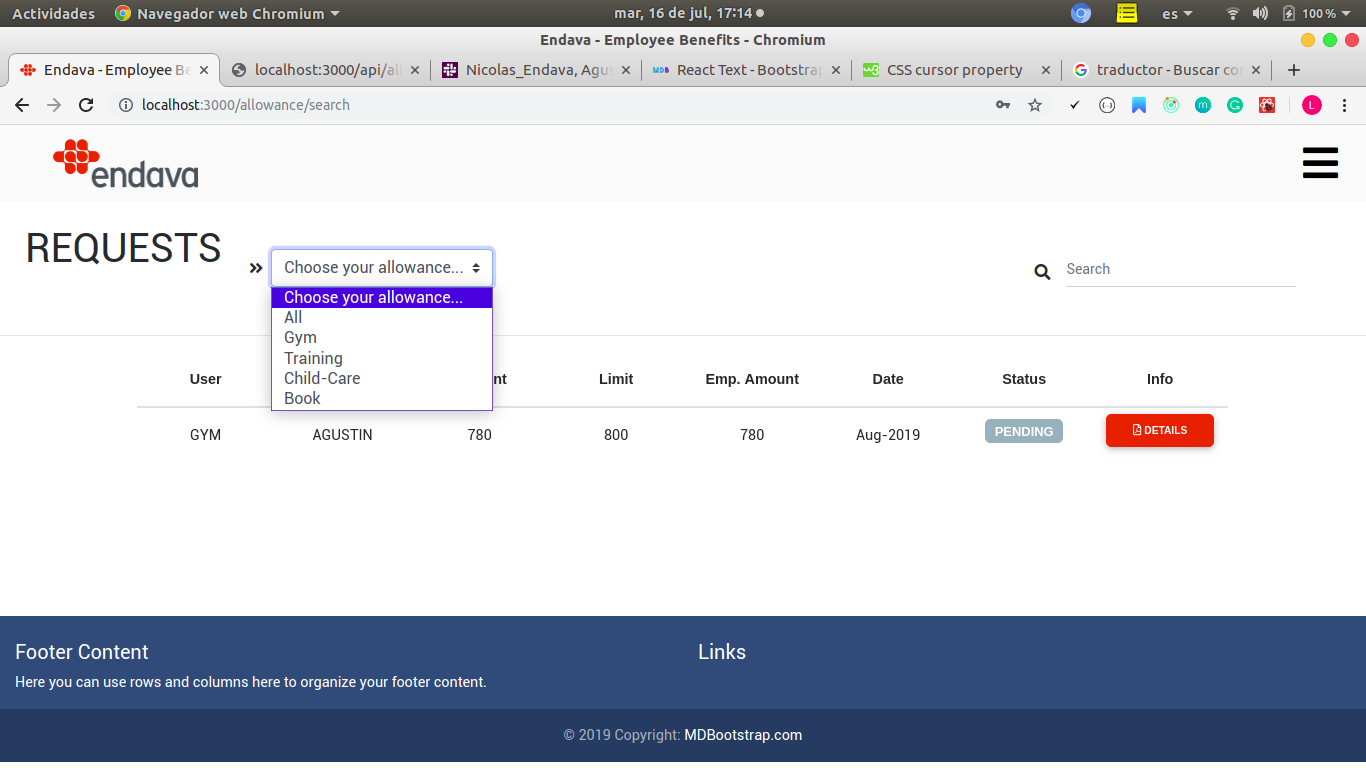 Actividades Navegador web Chromium mar, 16 de jul, 17:14 es 100 %
Endava - Employee Benefits - Chromium
Endava - Employee Be localhost:3000/api/all Nicolas_Endava, Agus React Text - Bootstrap CSS cursor property traductor - Buscar con
localhost:3000/allowance/search L
endava
REQUESTS
» Choose your allowance... Search
Choose your allowance...
All
Gym
Training
Child-Care
Book
User nt Limit Emp. Amount Date Status Info
GYM AGUSTIN 780 800 780 Aug-2019 PENDING DETAILS
Footer Content Links
Here you can use rows and columns here to organize your footer content.
© 2019 Copyright: MDBootstrap.com